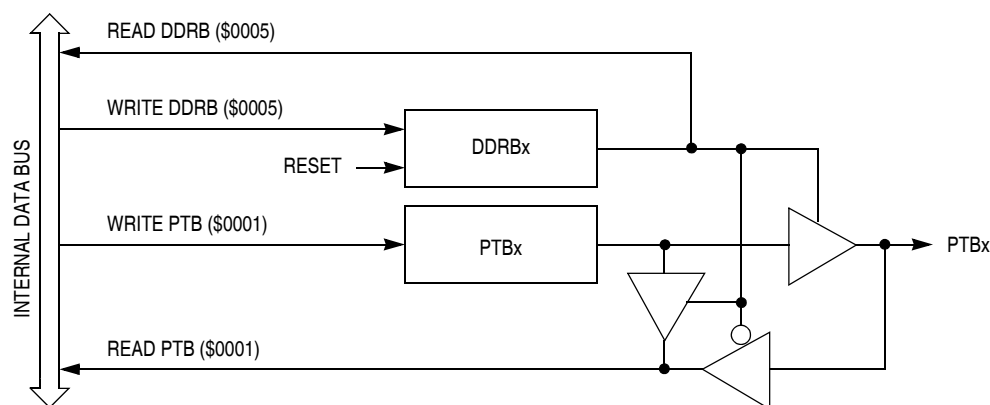 READ DDRB ($0005)
WRITE DDRB ($0005)
DDRBx
RESET
WRITE PTB ($0001)
PTBx
PTBx
READ PTB ($0001)
INTERNAL DATA BUS